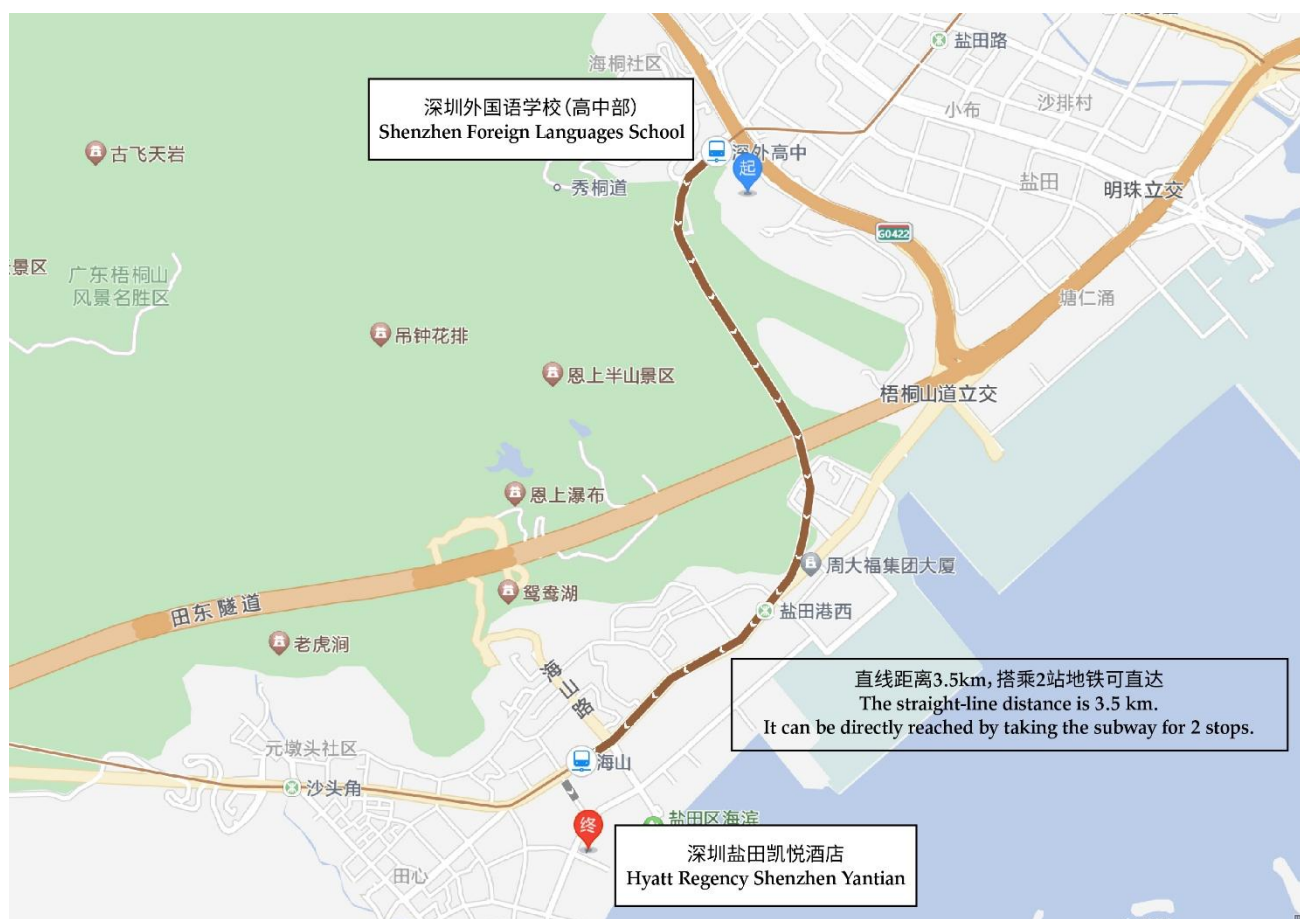 海桐社区
盐田路
深圳外国语学校(高中部)
Shenzhen Foreign Languages School
沙排村
小布
古飞天岩
深外高中
起
秀桐道
盐田
明珠立交
G0422
景区
广东梧桐山
风景名胜区
塘仁涌
吊钟花排
恩上半山景区
梧桐山道立交
恩上瀑布
周大福集团大厦
鸳鸯湖
田东隧道
盐田港西
老虎涧
海山路
直线距离3.5km,搭乘2站地铁可直达
The straight-line distance is 3.5 km.
It can be directly reached by taking the subway for 2 stops.
元墩头社区
海山
沙头角
终
盐田区海滨
深圳盐田凯悦酒店
Hyatt Regency Shenzhen Yantian
田心